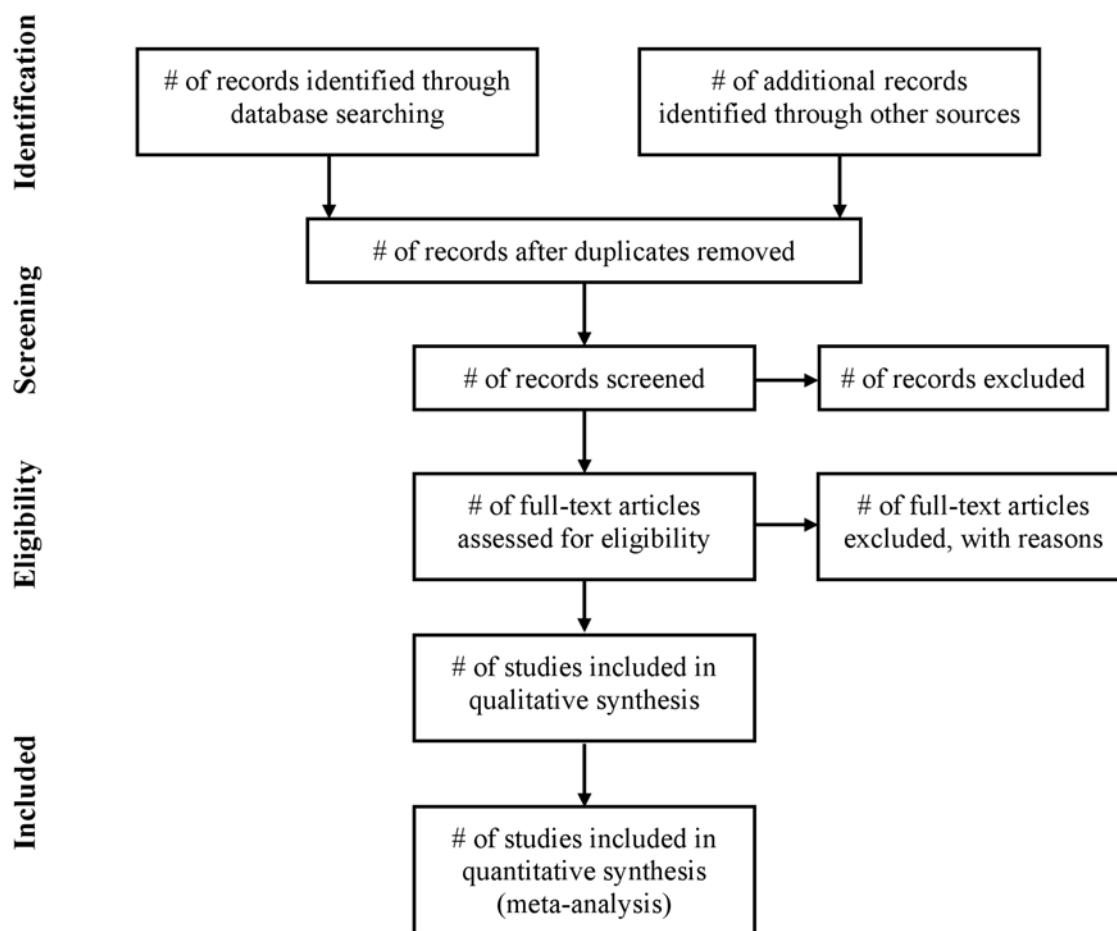 Identification
# of records identified through
database searching
# of additional records
identified through other sources
# of records after duplicates removed
Screening
# of records screened
# of records excluded
Eligibility
# of full-text articles
assessed for eligibility
# of full-text articles
excluded, with reasons
# of studies included in
qualitative synthesis
Included
# of studies included in
quantitative synthesis
(meta-analysis)